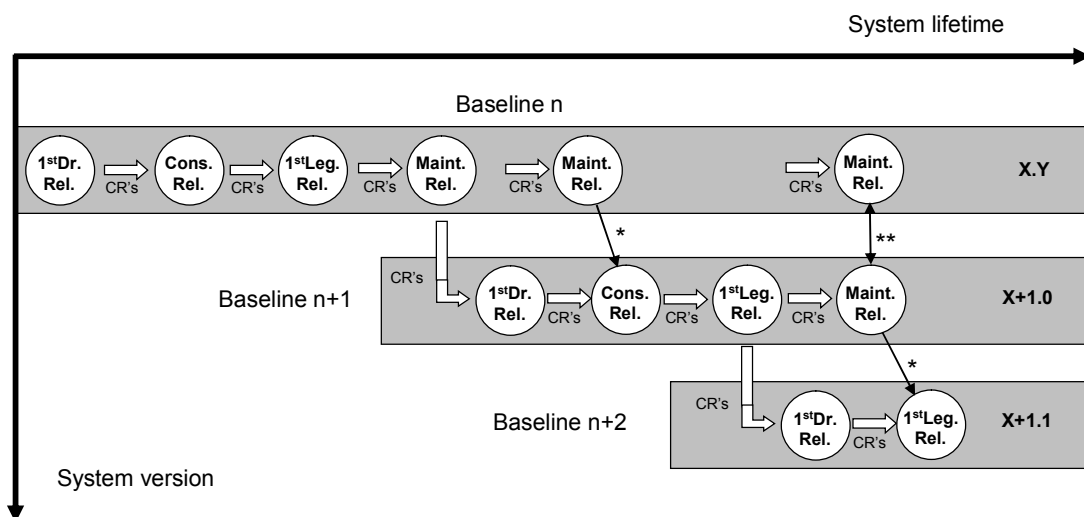 System lifetime
Baseline n
1stDr.
Rel.
CR's
Cons.
Rel.
CR's
1stLeg.
Rel.
CR's
Maint.
Rel.
CR's
Maint.
Rel.
CR's
Maint.
Rel.
X.Y
*
**
Baseline n+1
CR's
1stDr.
Rel.
CR's
Cons.
Rel.
CR's
1stLeg.
Rel.
CR's
Maint.
Rel.
X+1.0
*
Baseline n+2
CR's
1stDr.
Rel.
CR's
1stLeg.
Rel.
X+1.1
System version